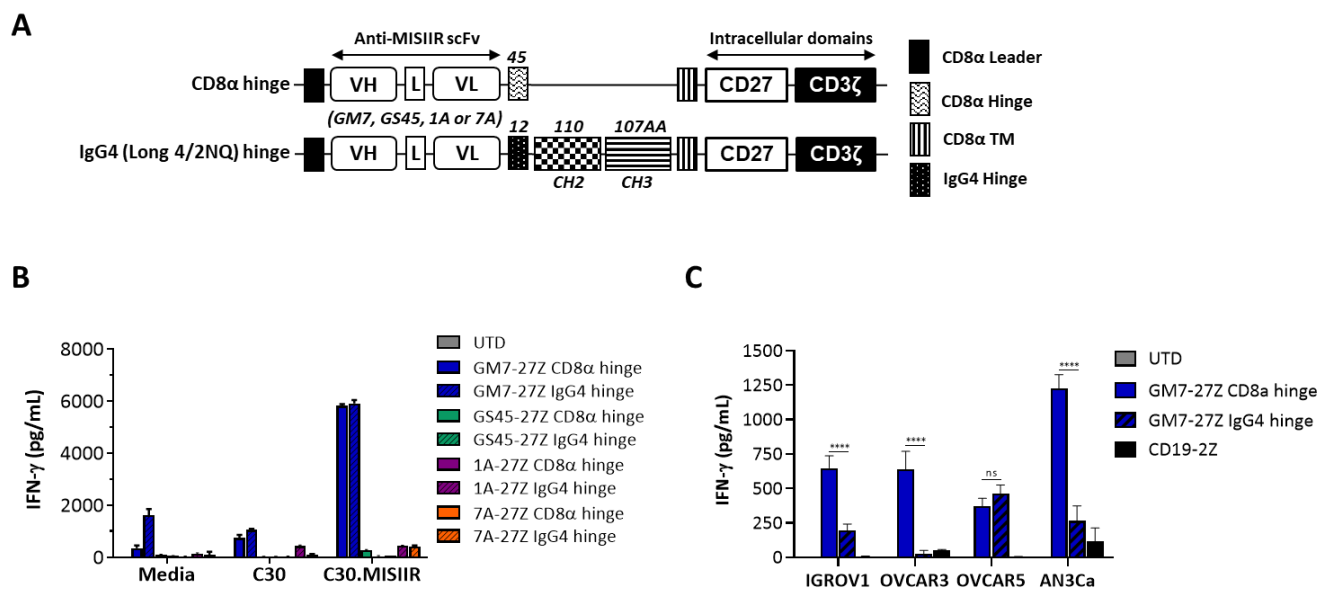 A
Anti-MISIIR scFv
Intracellular domains
45
CD8α hinge
VH
L
VL
CD27
CD3ζ
(GM7, GS45, 1A or 7A)
12
110
107AA
IgG4 (Long 4/2NQ) hinge
VH
L
VL
CD27
CD3ζ
CH2
CH3
CD8α Leader
CD8α Hinge
CD8α TM
IgG4 Hinge
B
IFN-γ (pg/mL)
8000
6000
4000
2000
0
Media
C30
C30.MISIIR
UTD
GM7-27Z CD8α hinge
GM7-27Z IgG4 hinge
GS45-27Z CD8α hinge
GS45-27Z IgG4 hinge
1A-27Z CD8α hinge
1A-27Z IgG4 hinge
7A-27Z CD8α hinge
7A-27Z IgG4 hinge
C
IFN-γ (pg/mL)
1500
1250
1000
750
500
250
0
****
****
ns
****
IGROV1
OVCAR3
OVCAR5
AN3Ca
UTD
GM7-27Z CD8a hinge
GM7-27Z IgG4 hinge
CD19-2Z